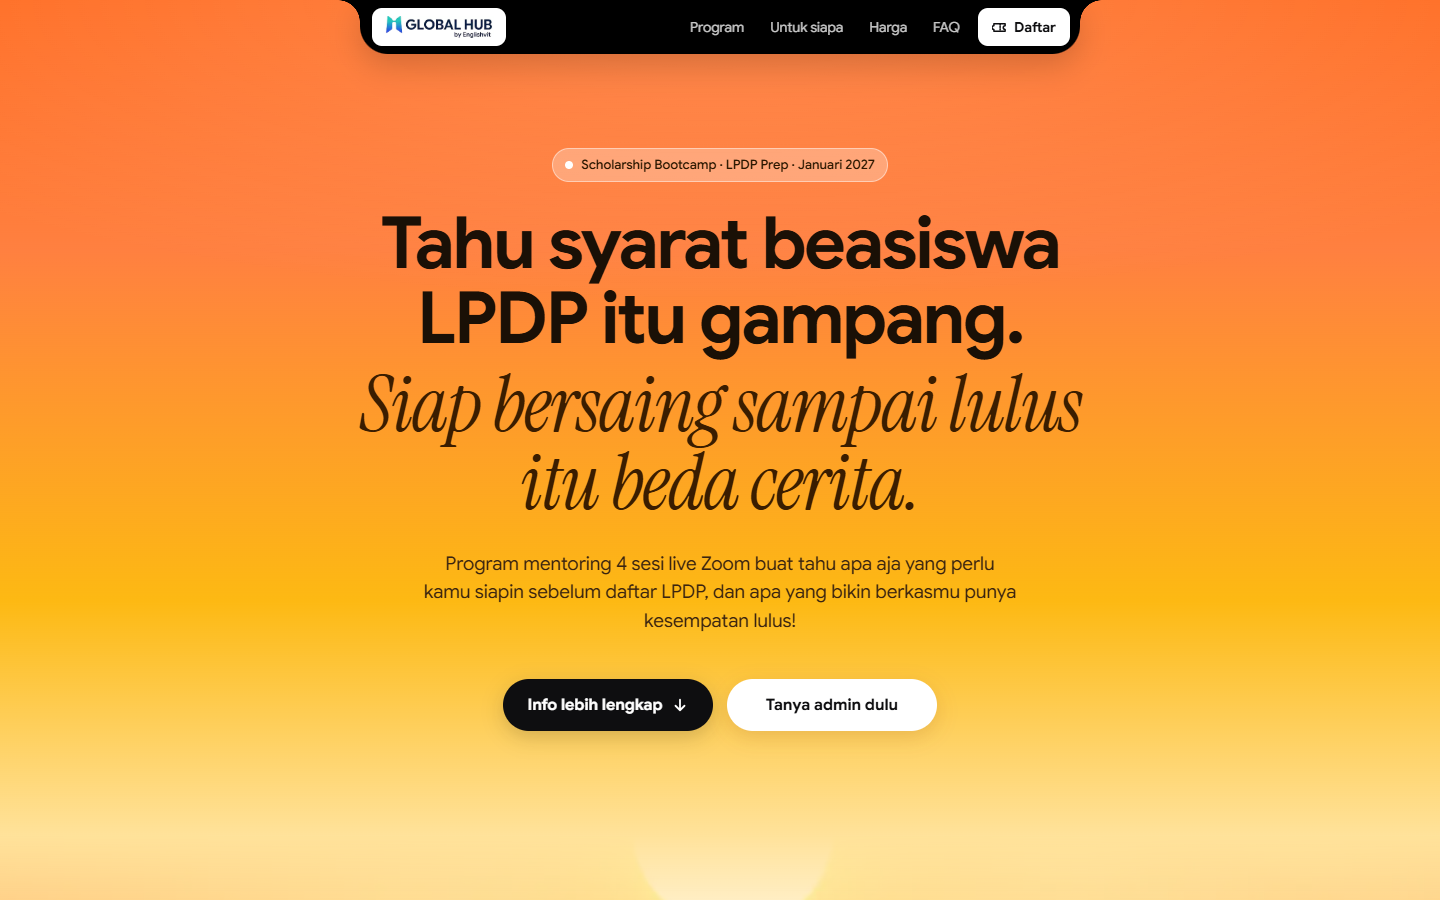 GLOBAL HUB
by Englishvit
Program
Untuk siapa
Harga
FAQ
Daftar
Scholarship Bootcamp · LPDP Prep · Januari 2027
Tahu syarat beasiswa
LPDP itu gampang.
Siap bersaing sampai lulus
itu beda cerita.
Program mentoring 4 sesi live Zoom buat tahu apa aja yang perlu
kamu siapin sebelum daftar LPDP, dan apa yang bikin berkasmu punya
kesempatan lulus!
Info lebih lengkap ↓
Tanya admin dulu